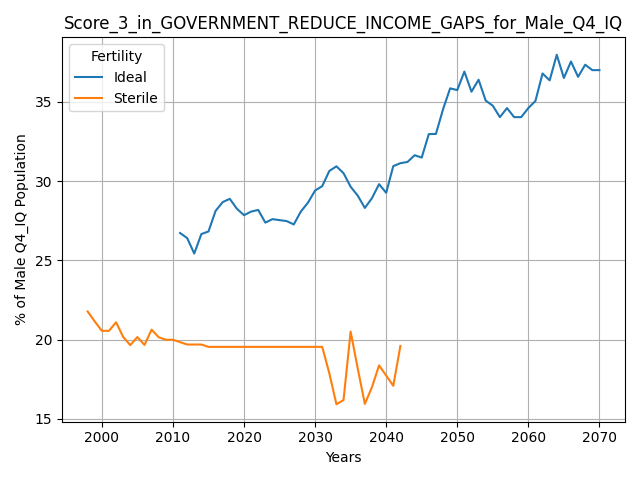 Score_3_in_GOVERNMENT_REDUCE_INCOME_GAPS_for_Male_Q4_IQ
Fertility
Ideal
Sterile
% of Male Q4_IQ Population
35
30
25
20
15
2000 2010 2020 2030 2040 2050 2060 2070
Years